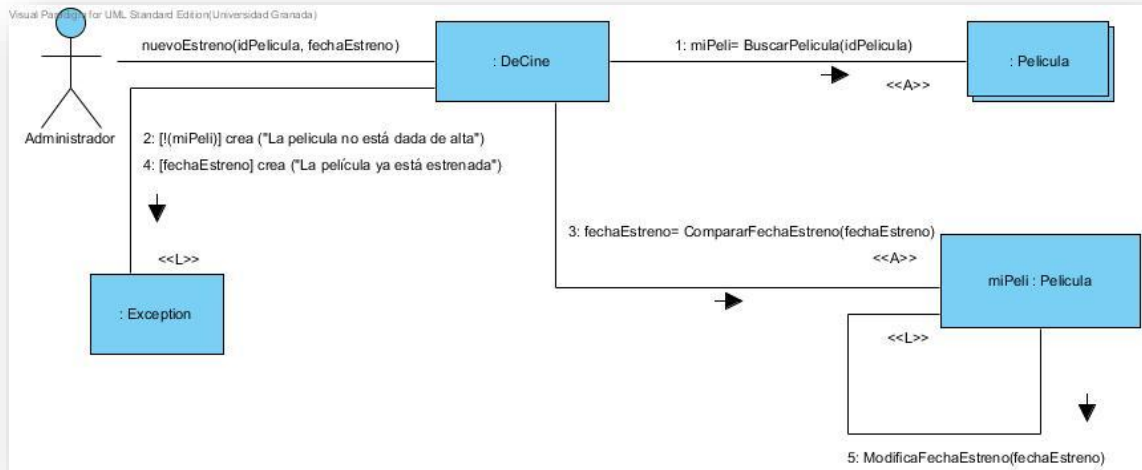 Visual Paradigm for UML Standard Edition(Universidad Granada)
nuevoEstreno(idPelicula, fechaEstreno)
: DeCine
1: miPeli= BuscarPelicula(idPelicula)
<<A>>
: Pelicula
Administrador
2: [!(miPeli)] crea ("La pelicula no está dada de alta")
4: [fechaEstreno] crea ("La película ya está estrenada")
3: fechaEstreno= CompararFechaEstreno(fechaEstreno)
<<A>>
<<L>>
miPeli : Pelicula
: Exception
<<L>>
5: ModificaFechaEstreno(fechaEstreno)